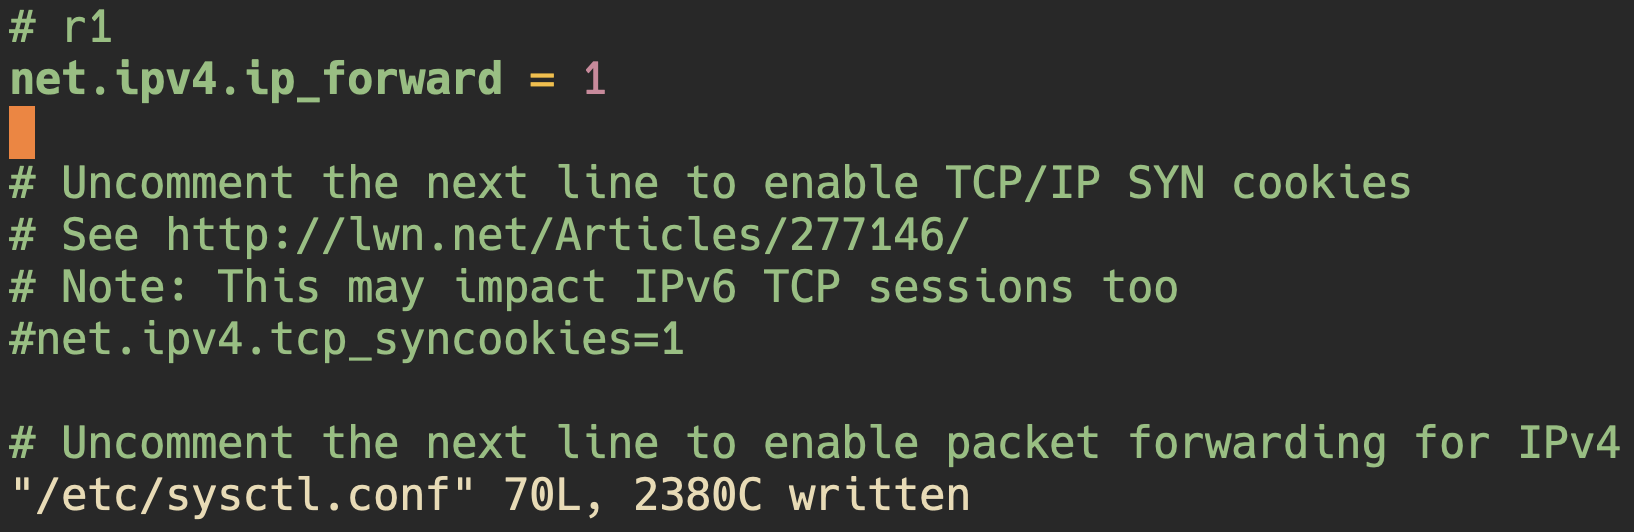 # r1
net.ipv4.ip_forward = 1
# Uncomment the next line to enable TCP/IP SYN cookies
# See http://lwn.net/Articles/277146/
# Note: This may impact IPv6 TCP sessions too
#net.ipv4.tcp_syncookies=1
# Uncomment the next line to enable packet forwarding for IPv4
"/etc/sysctl.conf" 70L, 2380C written